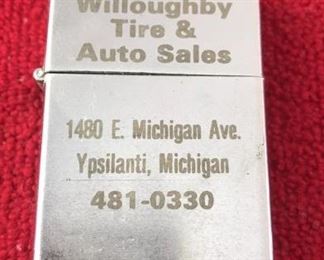 Willoughby
Tire &
Auto Sales
1480 E. Michigan Ave.
Ypsilanti, Michigan
481-0330